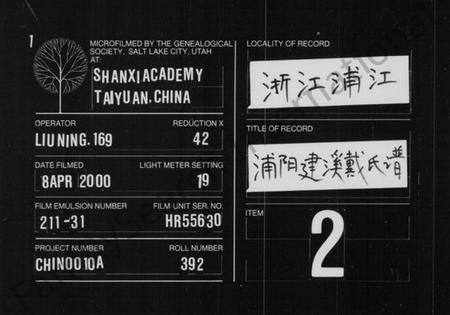 1
MICROFILMED BY THE GENEALOGICAL
SOCIETY, SALT LAKE CITY, UTAH
AT:
SHANXI ACADEMY
TAIYUAN, CHINA
OPERATOR REDUCTION X
LIU NING. 169 42
DATE FILMED LIGHT METER SETTING
8 APR 2000 19
FILM EMULSION NUMBER FILM UNIT SER. NO.
211-31 HR55630
PROJECT NUMBER ROLL NUMBER
CHINO010A 392
LOCALITY OF RECORD
浙江浦江
TITLE OF RECORD
浦阳建溪戴氏谱
ITEM
2